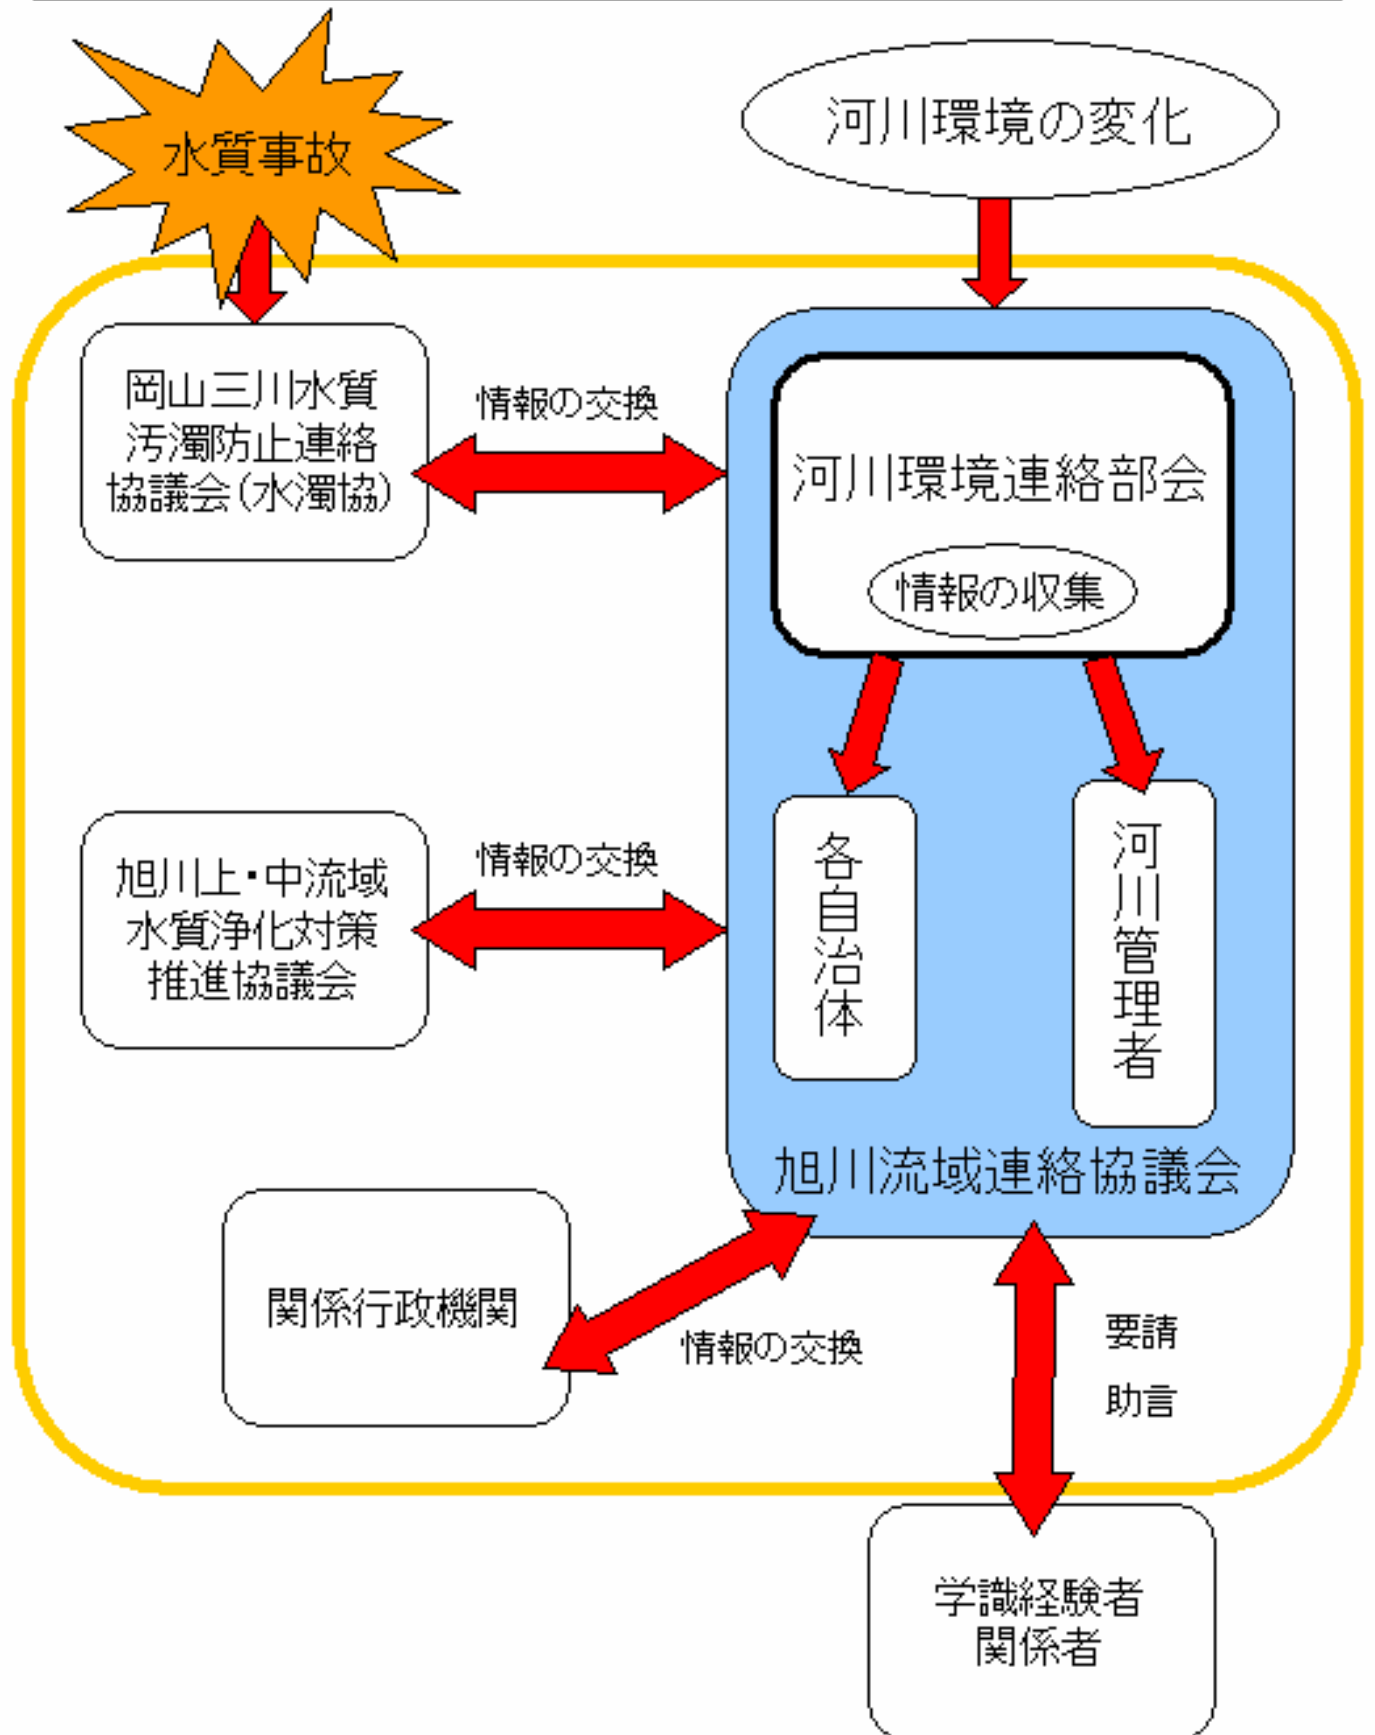 水質事故
河川環境の変化
岡山三川水質
汚濁防止連絡
協議会(水濁協)
情報の交換
河川環境連絡部会
情報の収集
旭川上・中流域
水質浄化対策
推進協議会
情報の交換
各自治体
河川管理者
旭川流域連絡協議会
関係行政機関
情報の交換
要請
助言
学識経験者
関係者